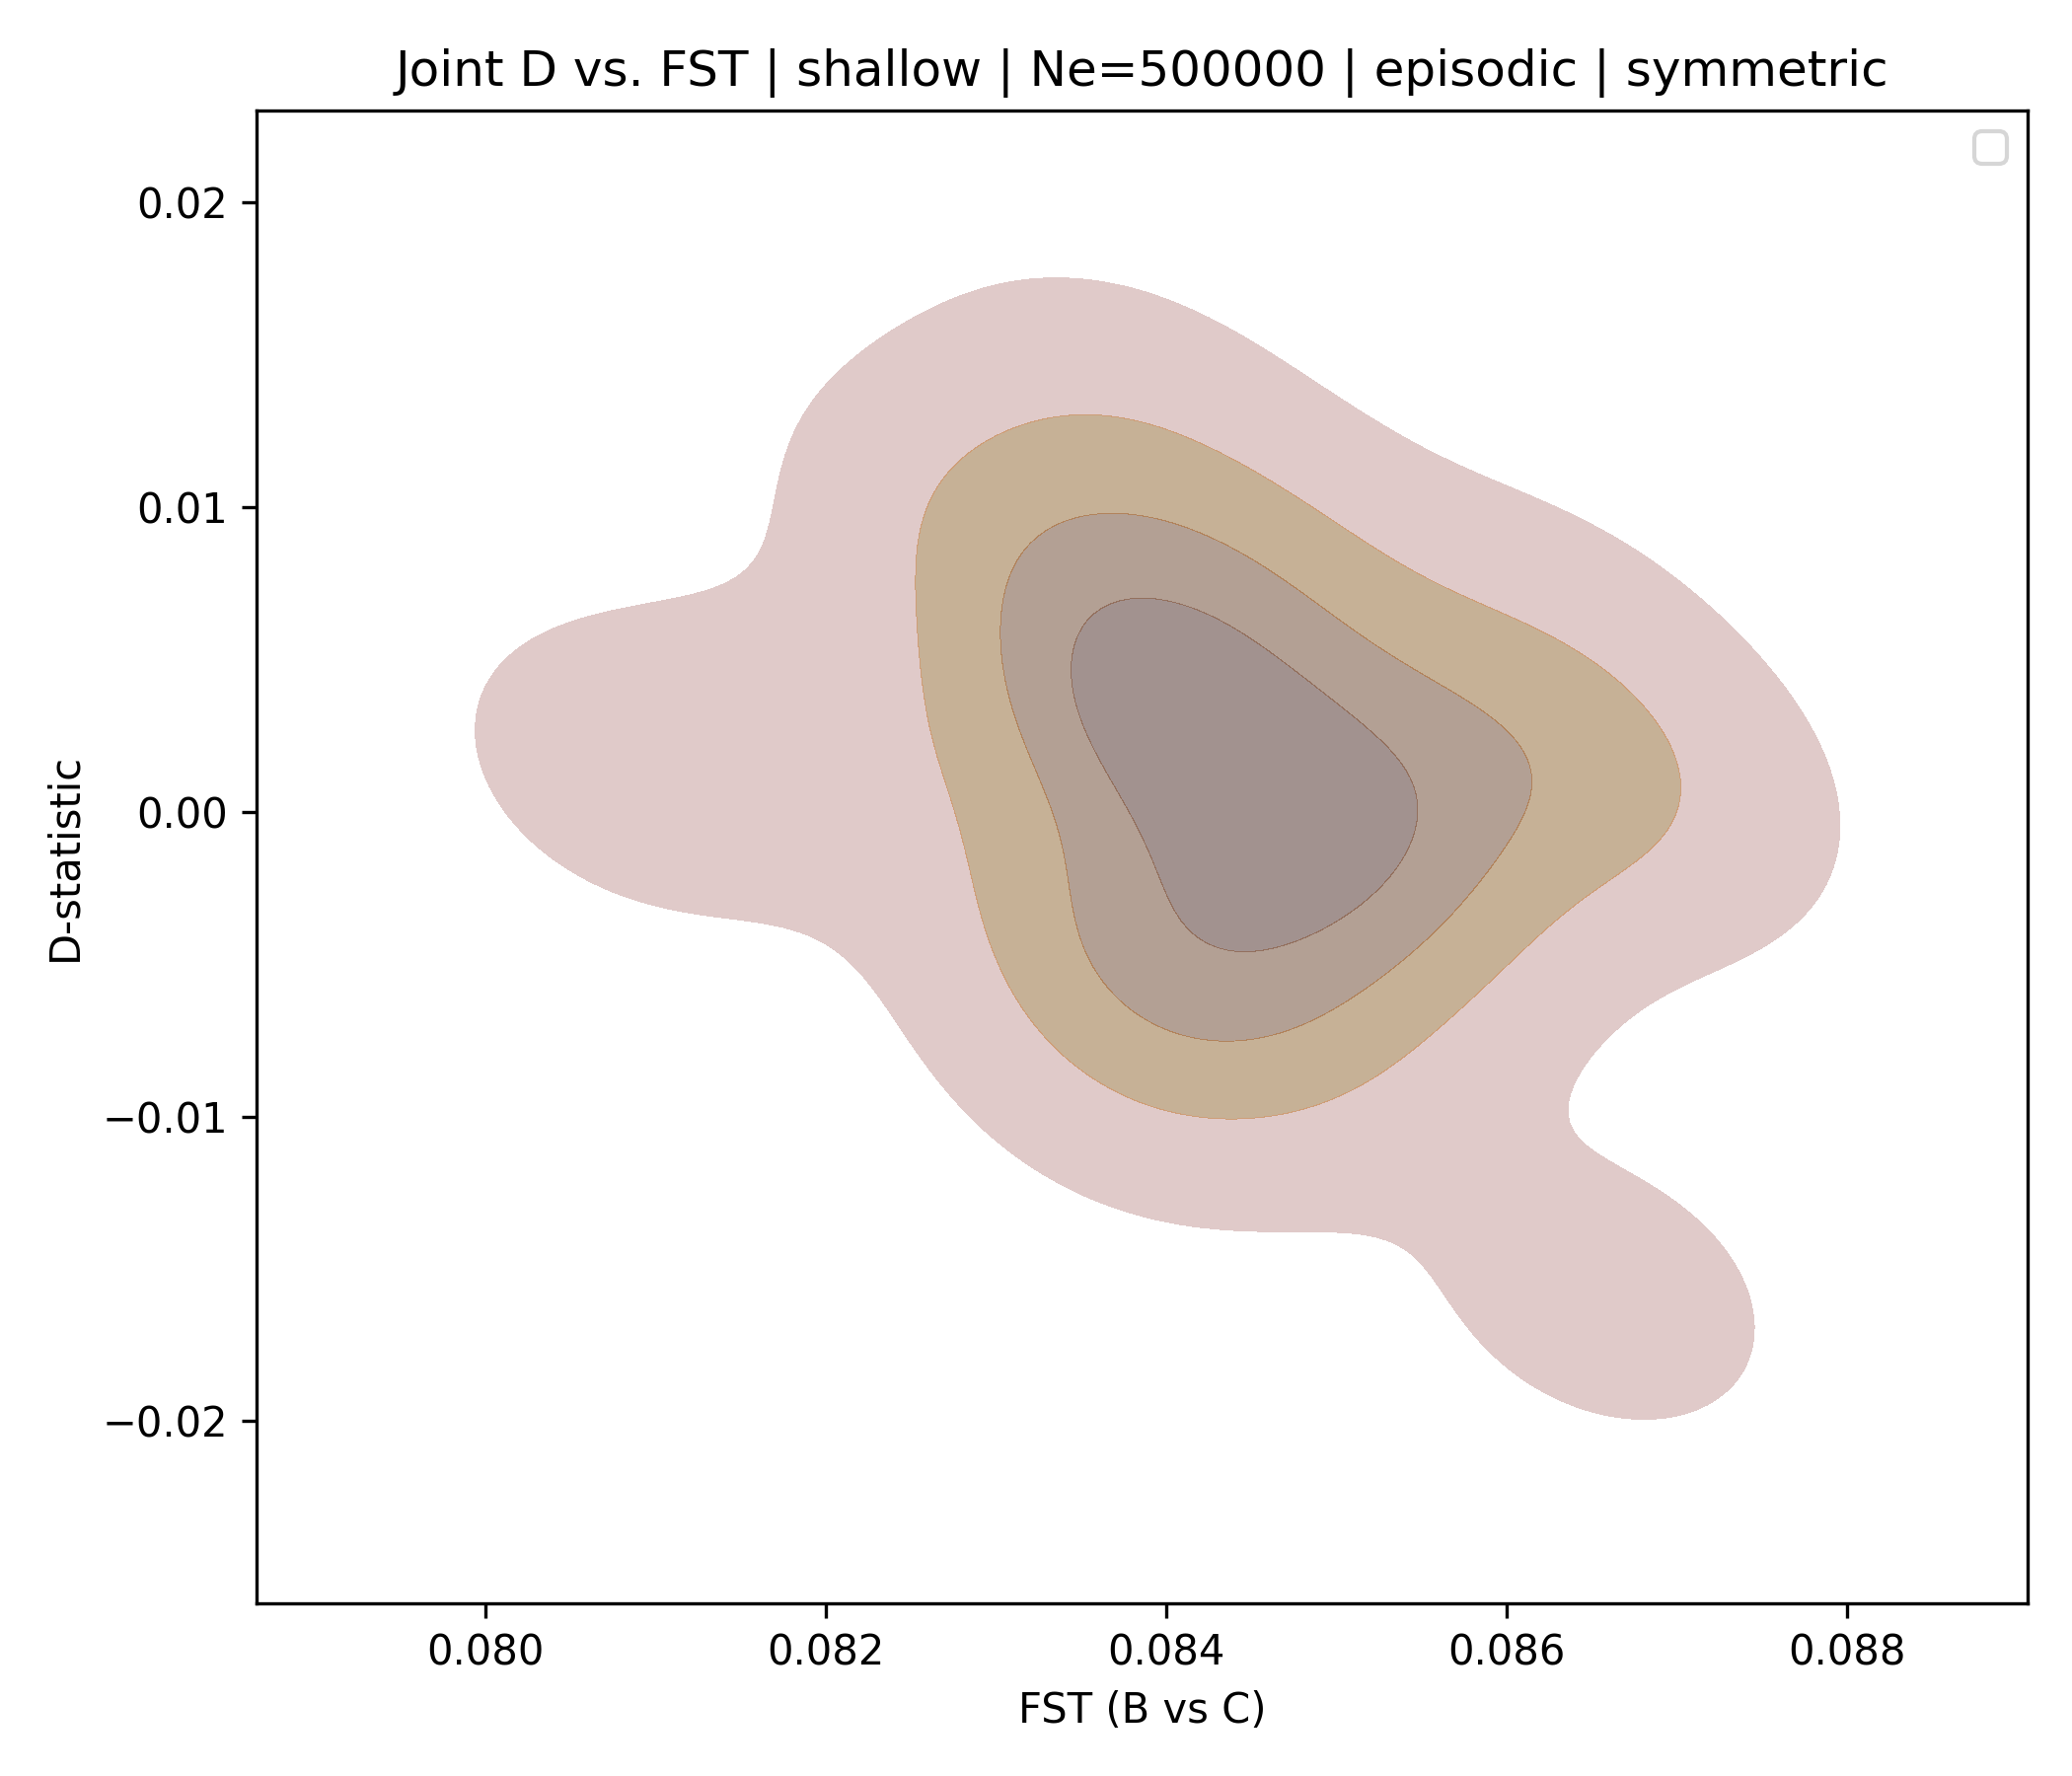 Joint D vs. FST | shallow | Ne=500000 | episodic | symmetric
0.02
0.01
0.00
−0.01
−0.02
D-statistic
0.080 0.082 0.084 0.086 0.088
FST (B vs C)